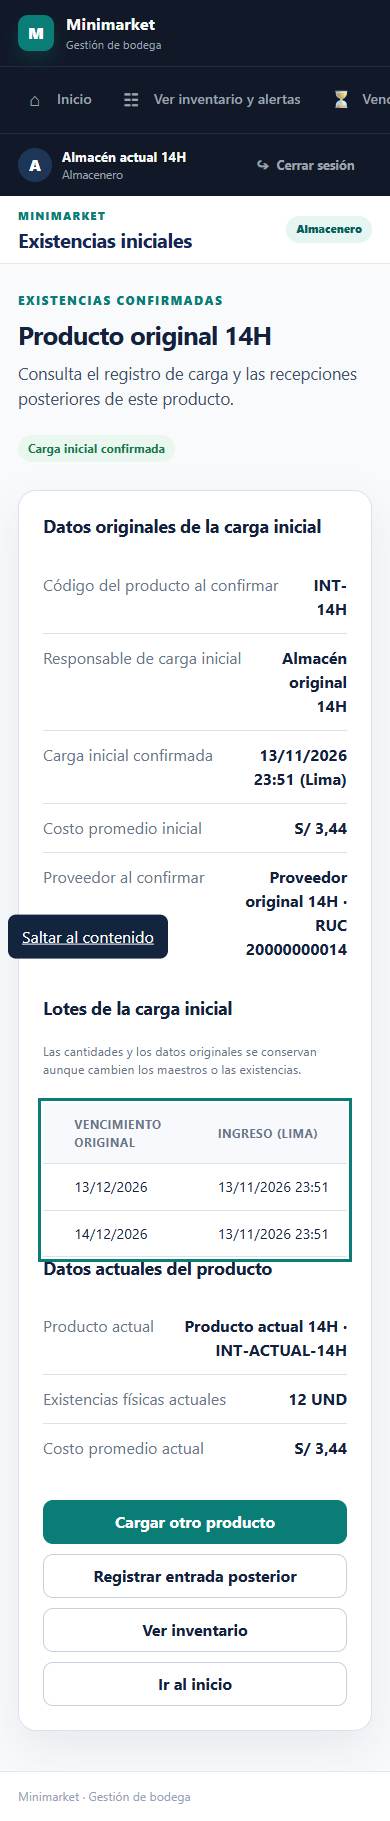 M
Minimarket
Gestión de bodega
Inicio
Ver inventario y alertas
Venc
A
Almacén actual 14H
Almacenero
Cerrar sesión
MINIMARKET
Existencias iniciales
Almacenero
EXISTENCIAS CONFIRMADAS
Producto original 14H
Consulta el registro de carga y las recepciones
posteriores de este producto.
Carga inicial confirmada
Datos originales de la carga inicial
Código del producto al confirmar INT-
14H
Responsable de carga inicial Almacén
original
14H
Carga inicial confirmada 13/11/2026
23:51 (Lima)
Costo promedio inicial S/ 3,44
Proveedor al confirmar Proveedor
original 14H ·
RUC
20000000014
Saltar al contenido
Lotes de la carga inicial
Las cantidades y los datos originales se conservan
aunque cambien los maestros o las existencias.
VENCIMIENTO
ORIGINAL
INGRESO (LIMA)
13/12/2026 13/11/2026 23:51
14/12/2026 13/11/2026 23:51
Datos actuales del producto
Producto actual Producto actual 14H ·
INT-ACTUAL-14H
Existencias físicas actuales 12 UND
Costo promedio actual S/ 3,44
Cargar otro producto
Registrar entrada posterior
Ver inventario
Ir al inicio
Minimarket · Gestión de bodega